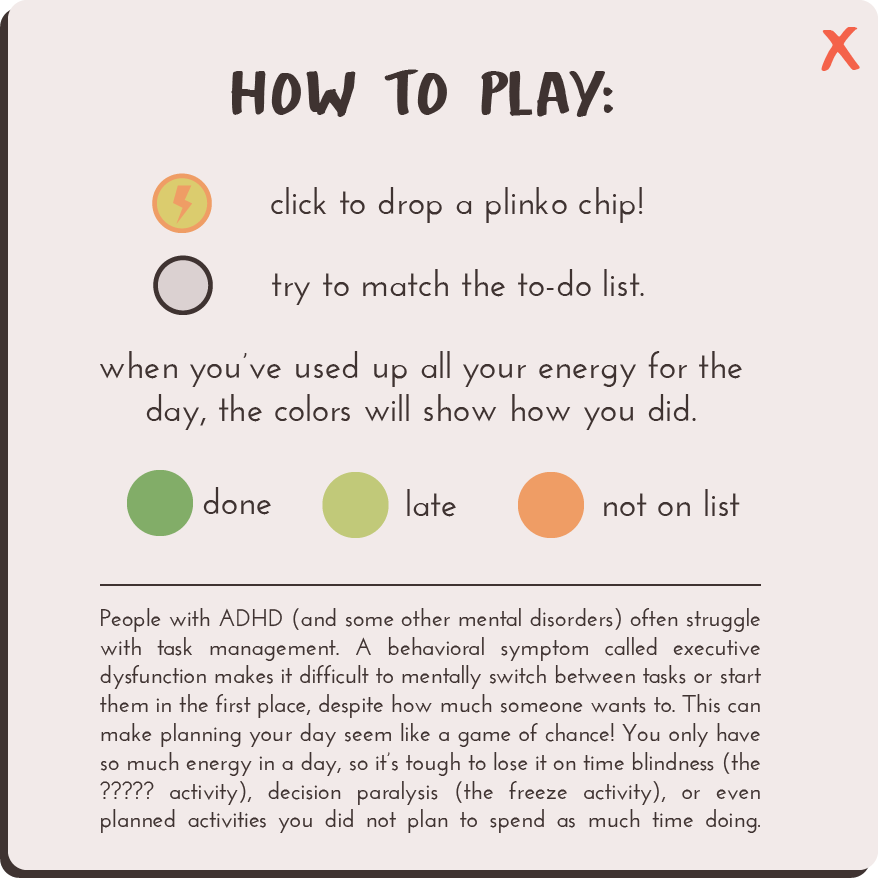 X
HOW TO PLAY:
click to drop a plinko chip!
try to match the to-do list.
when you've used up all your energy for the
day, the colors will show how you did.
done late not on list
People with ADHD (and some other mental disorders) often struggle
with task management. A behavioral symptom called executive
dysfunction makes it difficult to mentally switch between tasks or start
them in the first place, despite how much someone wants to. This can
make planning your day seem like a game of chance! You only have
so much energy in a day, so it's tough to lose it on time blindness (the
????? activity), decision paralysis (the freeze activity), or even
planned activities you did not plan to spend as much time doing.